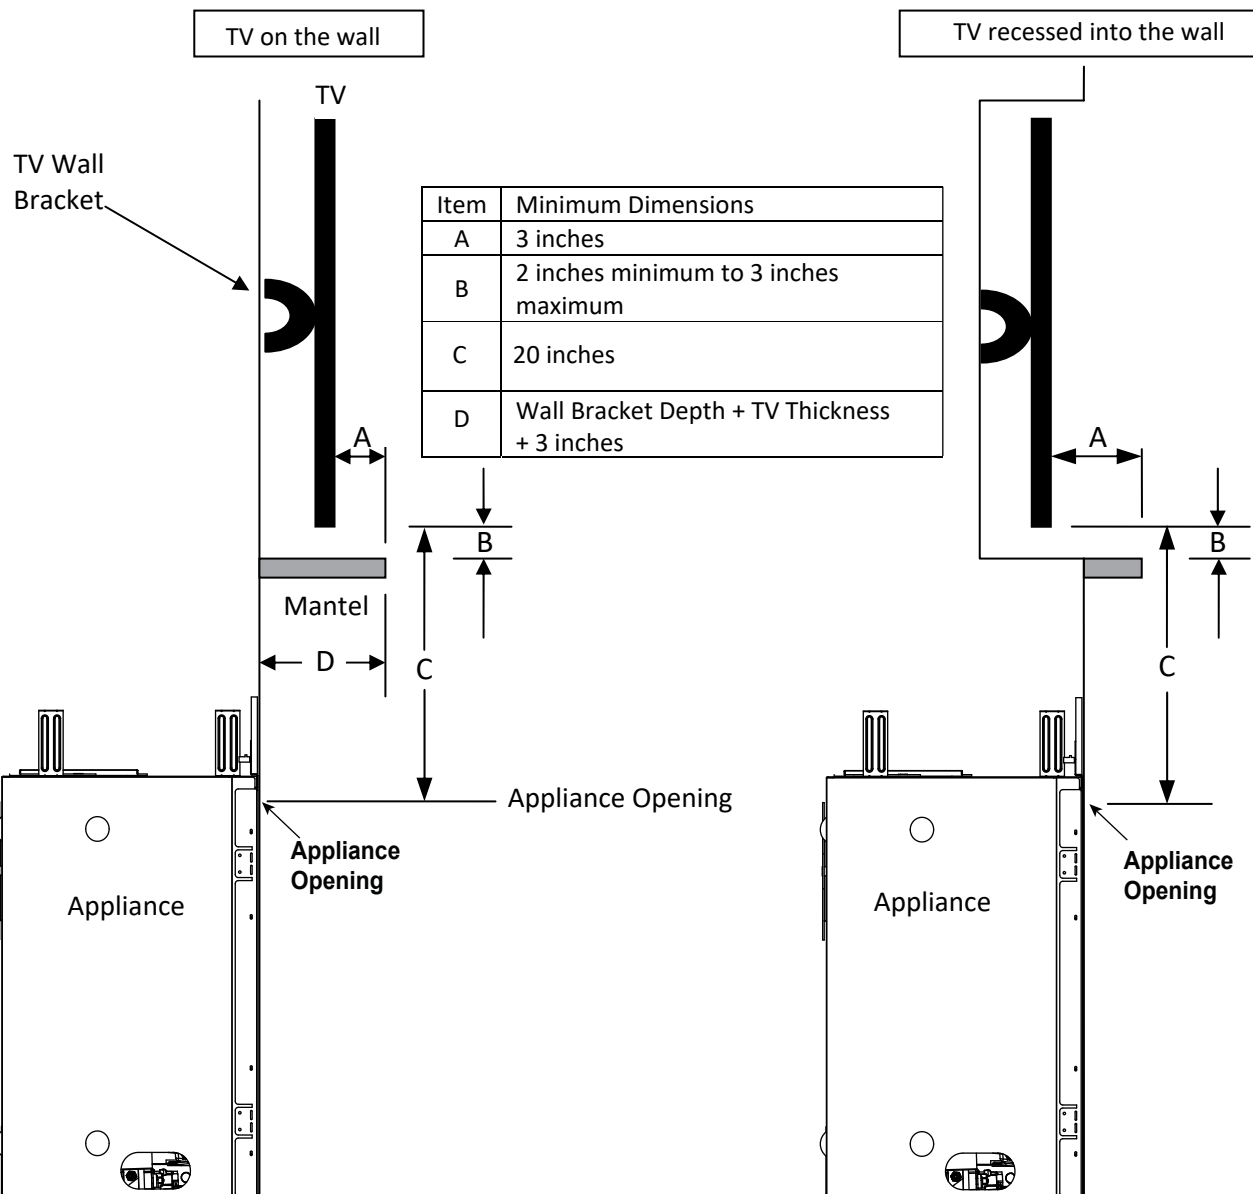 TV on the wall
TV recessed into the wall
TV
TV Wall
Bracket
Item Minimum Dimensions
A 3 inches
B 2 inches minimum to 3 inches
maximum
C 20 inches
D Wall Bracket Depth + TV Thickness
+ 3 inches
A
B
Mantel
D
C
Appliance Opening
Appliance
Opening
Appliance
A
B
C
Appliance
Opening
Appliance